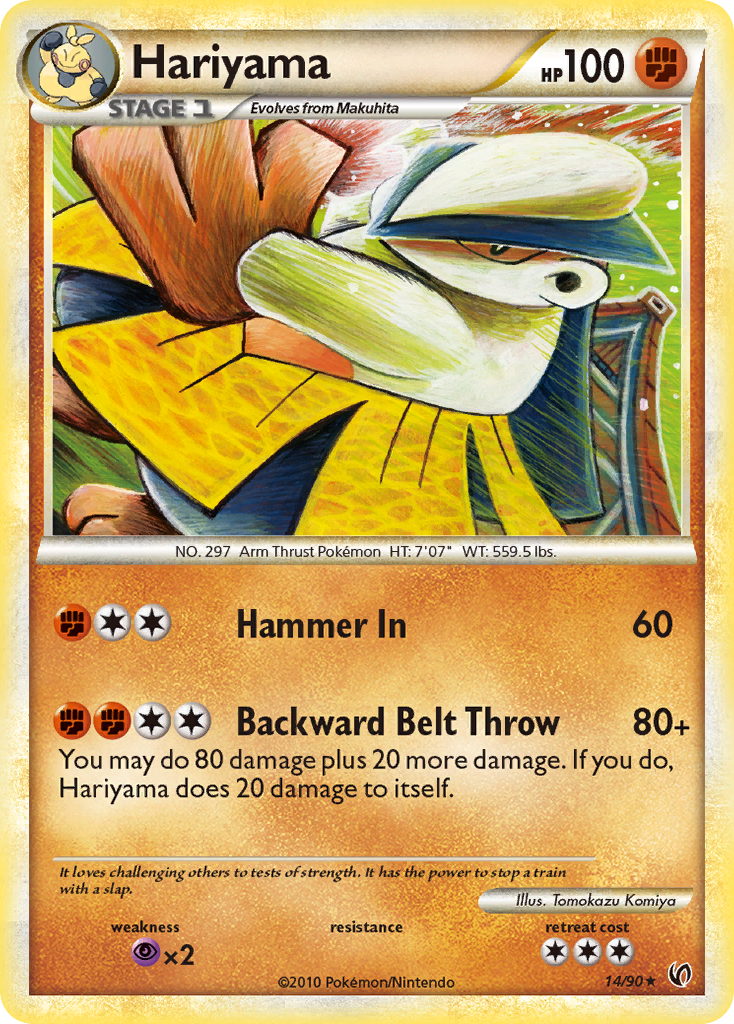 Hariyama
HP100
STAGE 1
Evolves from Makuhita
NO. 297 Arm Thrust Pokémon HT: 7'07" WT: 559.5 lbs.
Hammer In 60
Backward Belt Throw 80+
You may do 80 damage plus 20 more damage. If you do,
Hariyama does 20 damage to itself.
It loves challenging others to tests of strength. It has the power to stop a train
with a slap.
Illus. Tomokazu Komiya
weakness resistance retreat cost
×2
©2010 Pokémon/Nintendo 14/90★